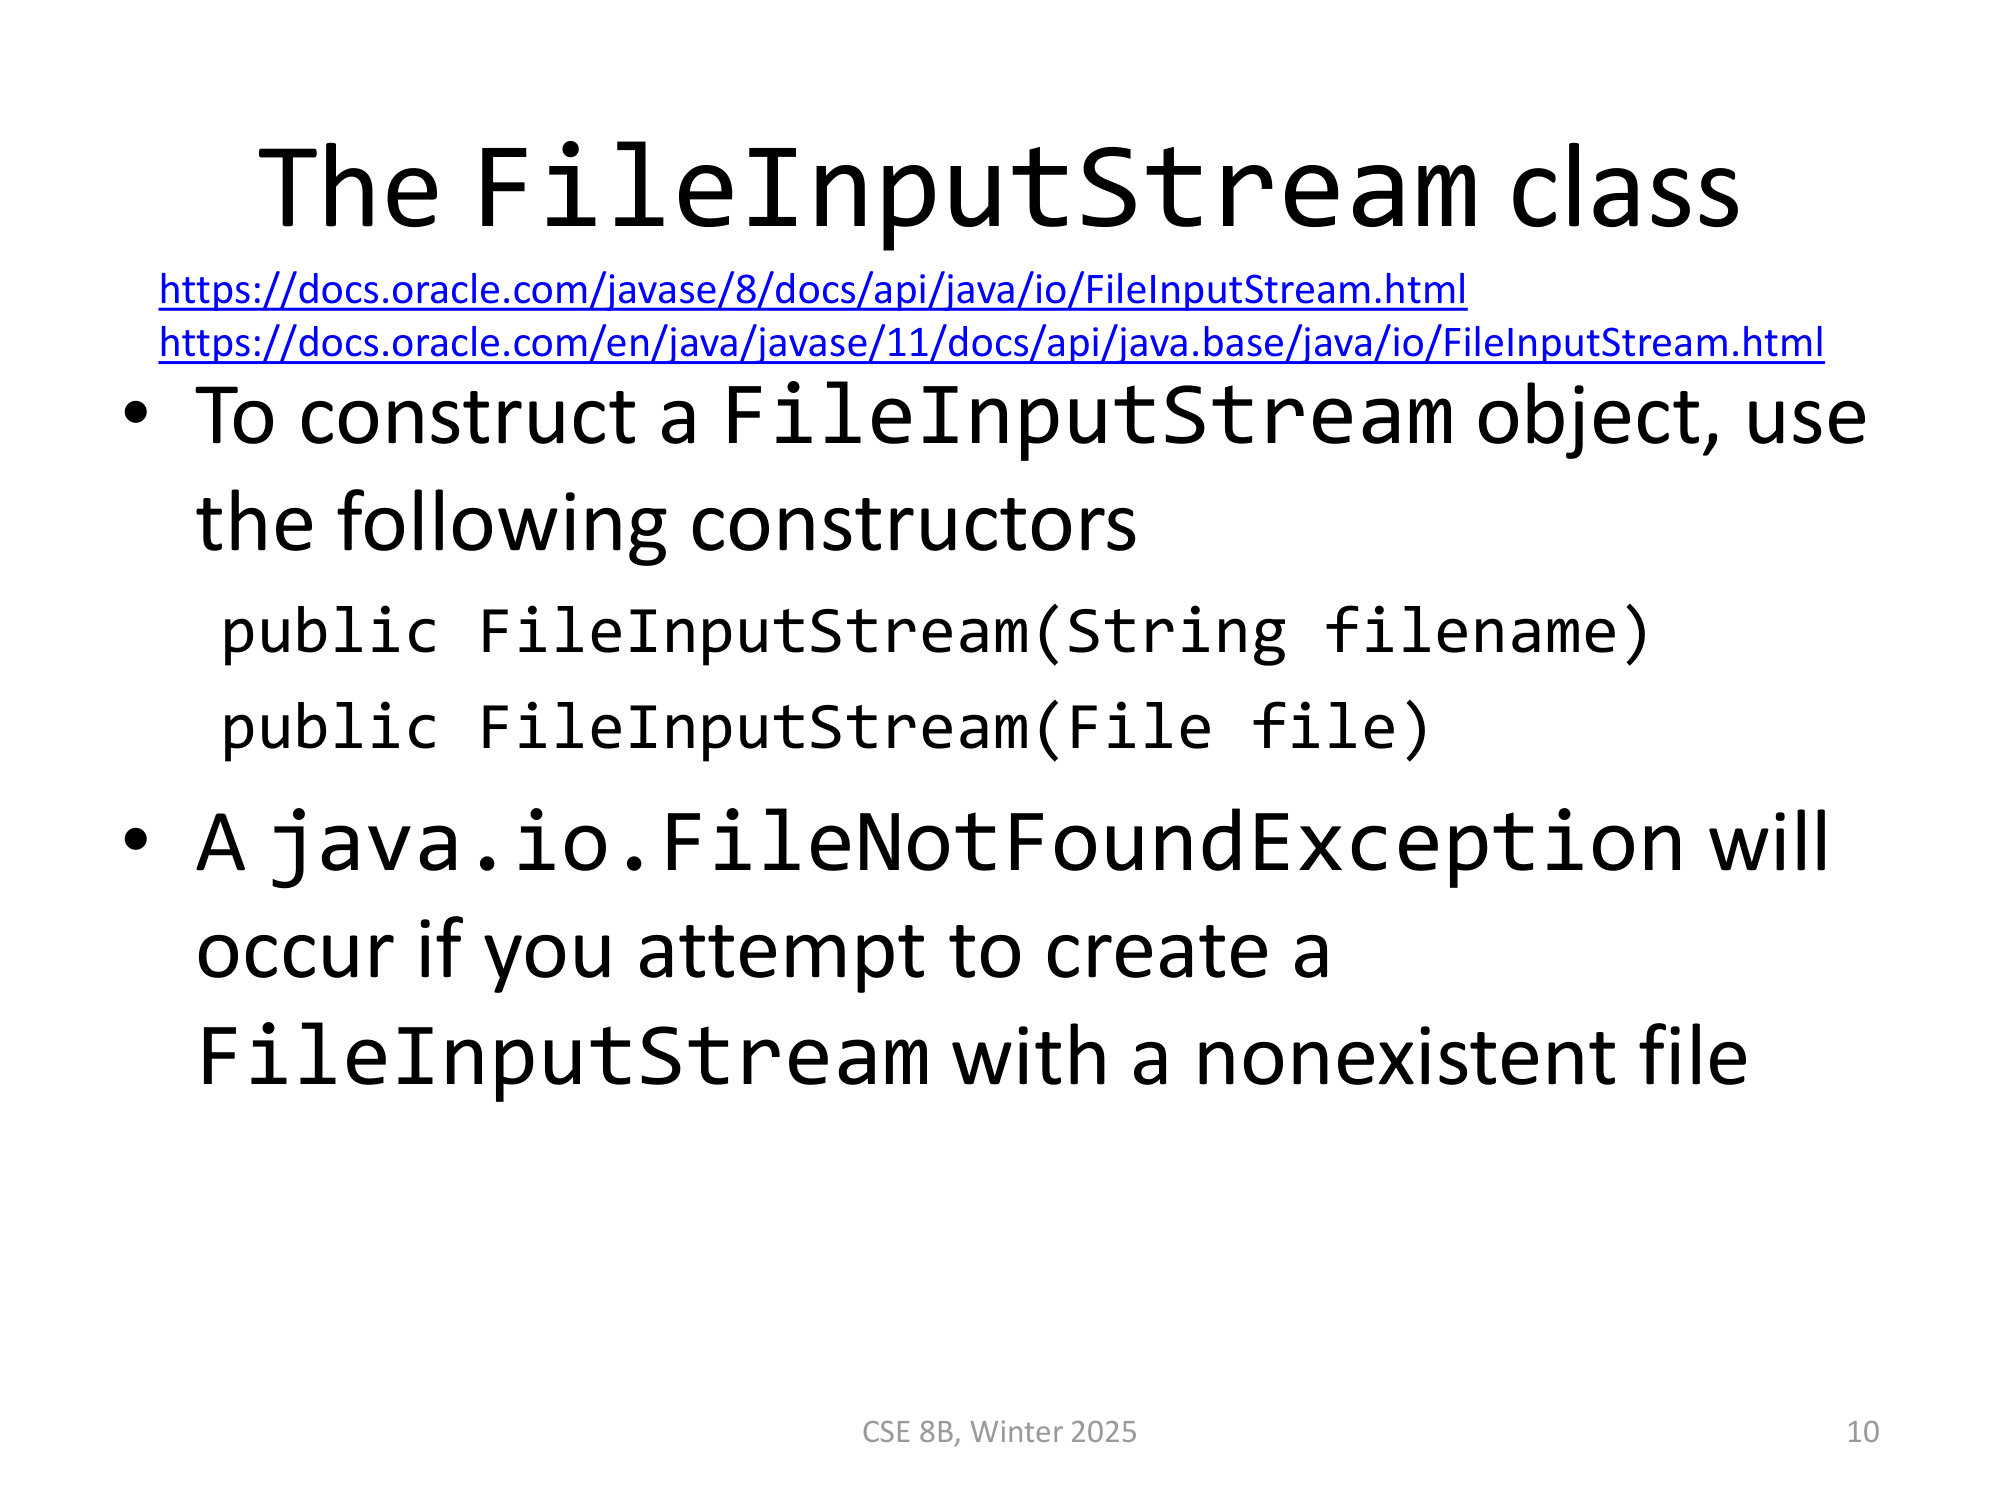 The FileInputStream class
https://docs.oracle.com/javase/8/docs/api/java/io/FileInputStream.html
https://docs.oracle.com/en/java/javase/11/docs/api/java.base/java/io/FileInputStream.html
• To construct a FileInputStream object, use
the following constructors
public FileInputStream(String filename)
public FileInputStream(File file)
• A java.io.FileNotFoundException will
occur if you attempt to create a
FileInputStream with a nonexistent file
CSE 8B, Winter 2025
10